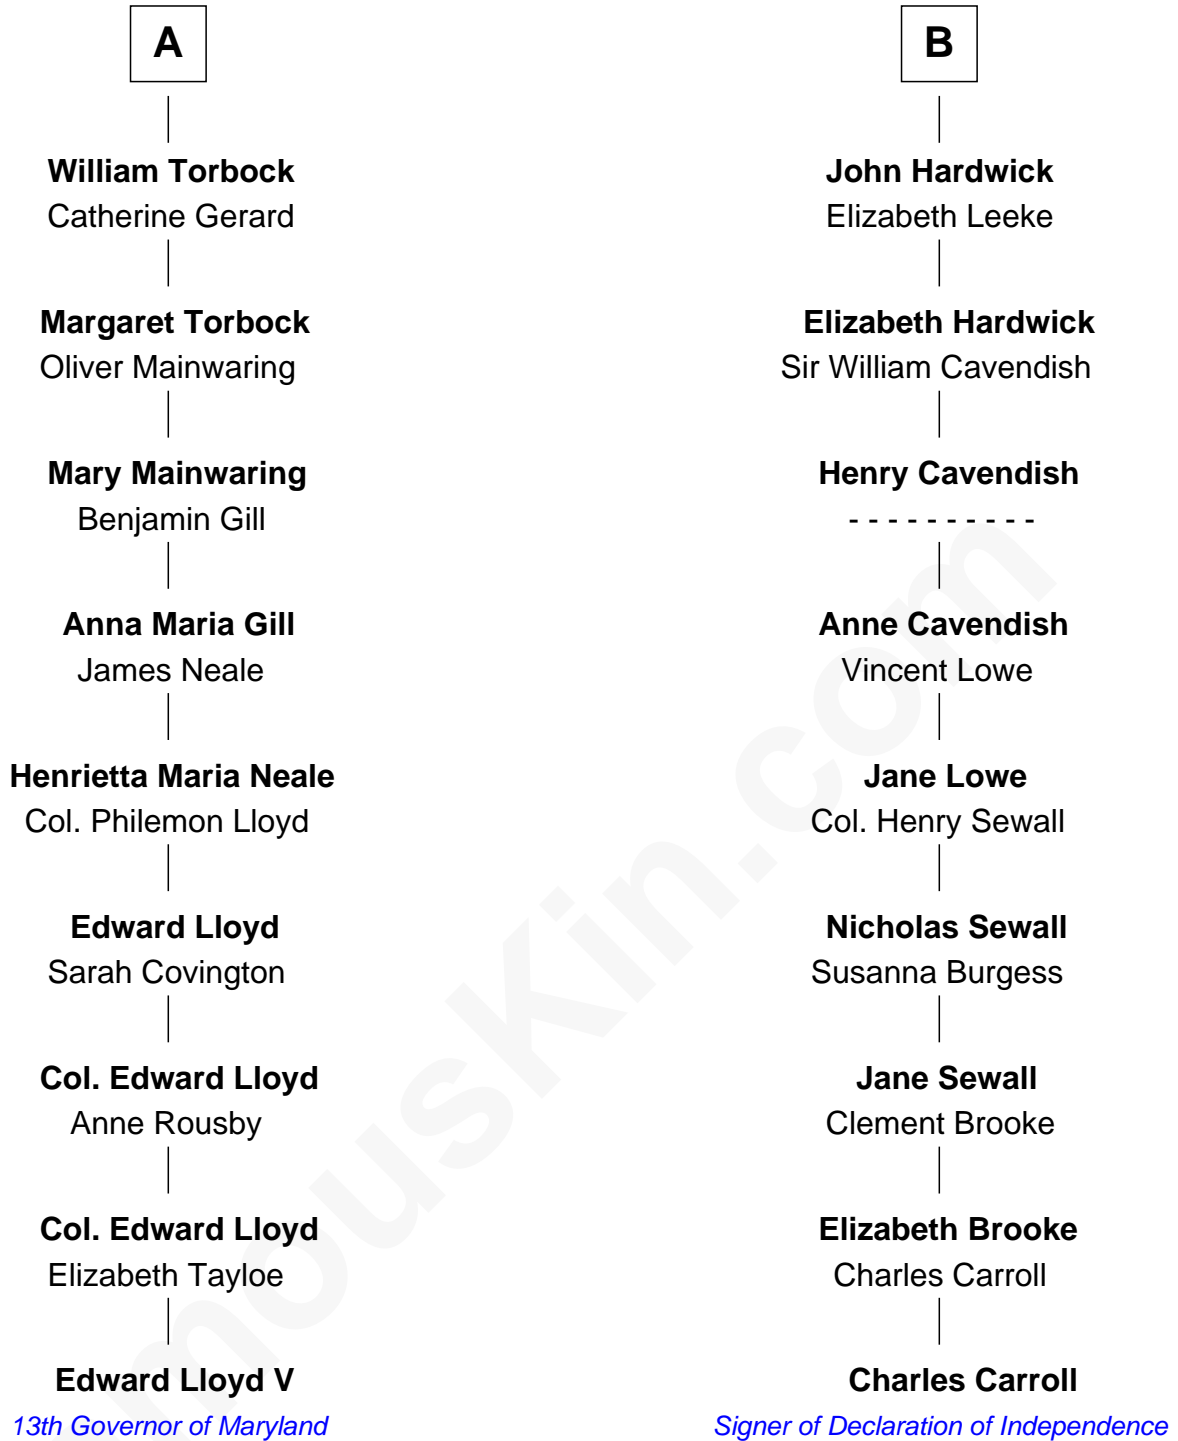 A
William Torbock
Catherine Gerard
Margaret Torbock
Oliver Mainwaring
Mary Mainwaring
Benjamin Gill
Anna Maria Gill
James Neale
Henrietta Maria Neale
Col. Philemon Lloyd
Edward Lloyd
Sarah Covington
Col. Edward Lloyd
Anne Rousby
Col. Edward Lloyd
Elizabeth Tayloe
Edward Lloyd V
13th Governor of Maryland
B
John Hardwick
Elizabeth Leeke
Elizabeth Hardwick
Sir William Cavendish
Henry Cavendish
- - - - - - - - - -
Anne Cavendish
Vincent Lowe
Jane Lowe
Col. Henry Sewall
Nicholas Sewall
Susanna Burgess
Jane Sewall
Clement Brooke
Elizabeth Brooke
Charles Carroll
Charles Carroll
Signer of Declaration of Independence
mousKin.com